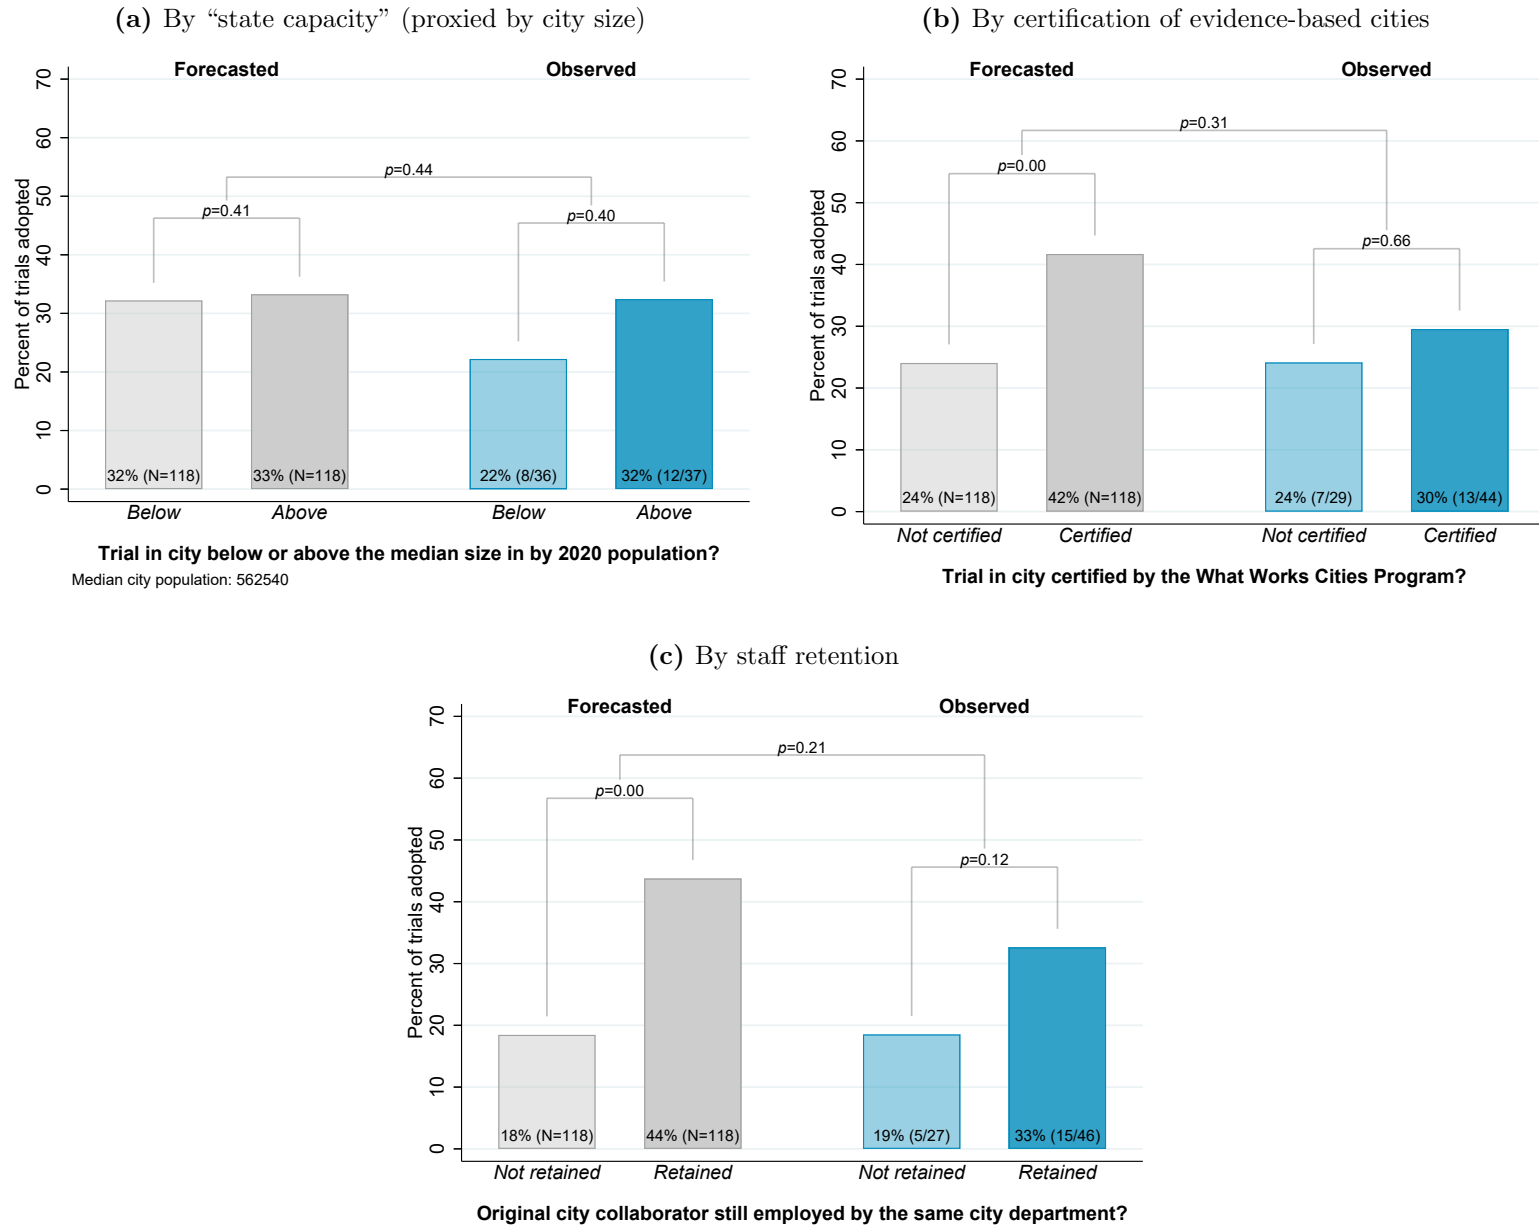 (a) By “state capacity” (proxied by city size)
Forecasted
Observed
Percent of trials adopted
70
60
50
40
30
20
10
0
p=0.44
p=0.41
p=0.40
32% (N=118)
33% (N=118)
22% (8/36)
32% (12/37)
Below
Above
Below
Above
Trial in city below or above the median size in by 2020 population?
Median city population: 562540
(b) By certification of evidence-based cities
Forecasted
Observed
Percent of trials adopted
70
60
50
40
30
20
10
0
p=0.31
p=0.00
p=0.66
24% (N=118)
42% (N=118)
24% (7/29)
30% (13/44)
Not certified
Certified
Not certified
Certified
Trial in city certified by the What Works Cities Program?
(c) By staff retention
Forecasted
Observed
Percent of trials adopted
70
60
50
40
30
20
10
0
p=0.21
p=0.00
p=0.12
18% (N=118)
44% (N=118)
19% (5/27)
33% (15/46)
Not retained
Retained
Not retained
Retained
Original city collaborator still employed by the same city department?